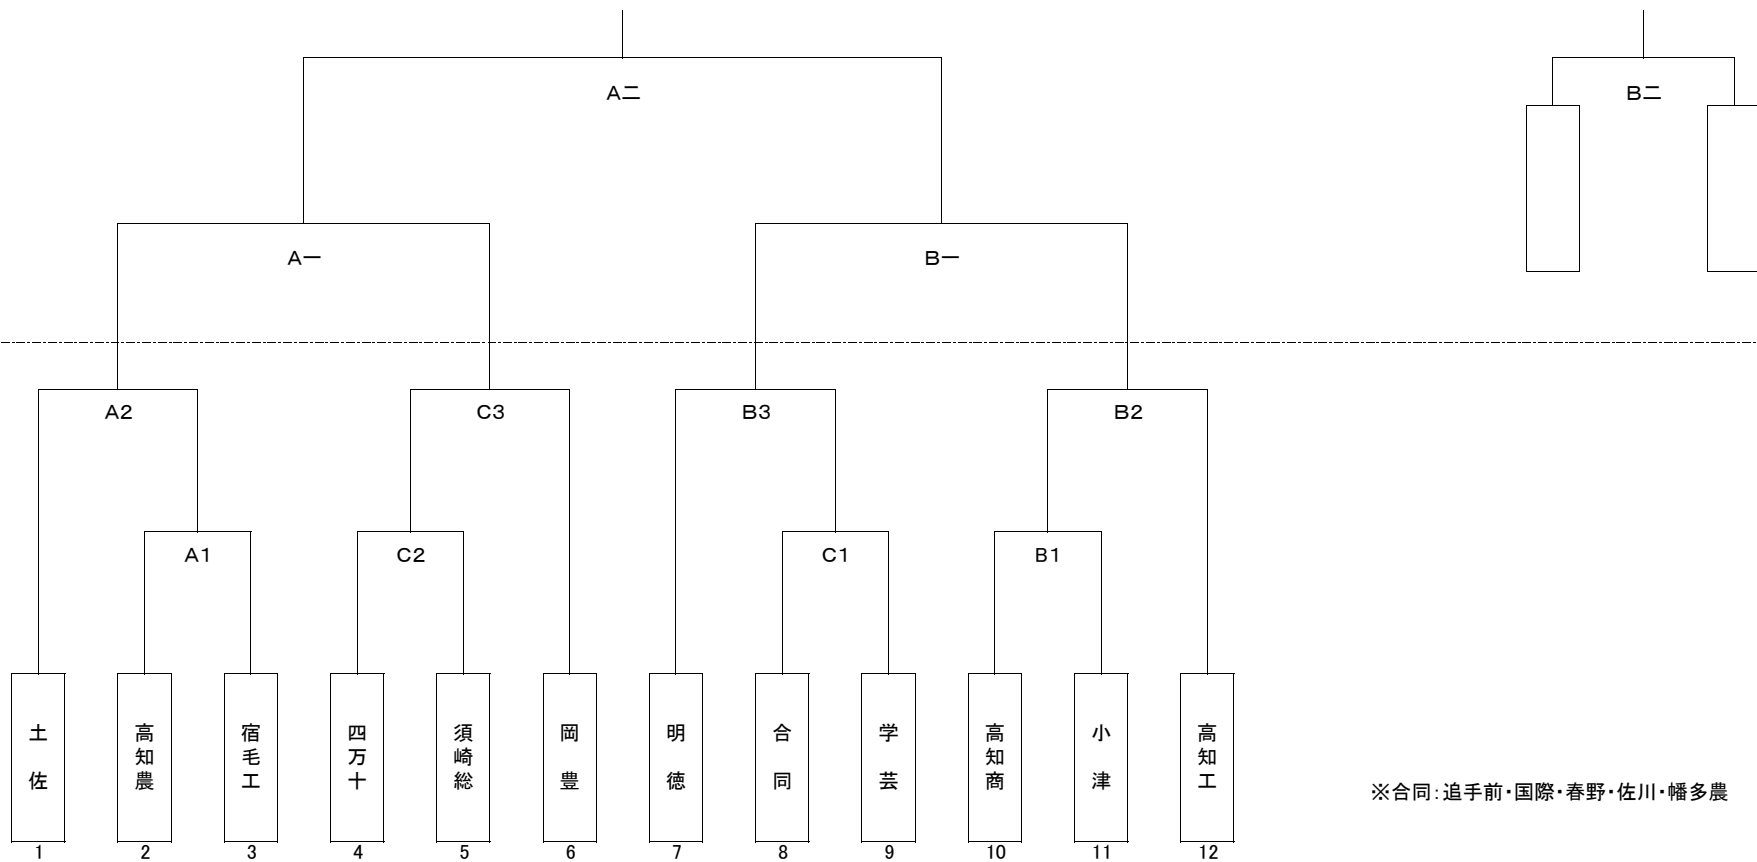 A二
B二
A一
B一
A2
C3
B3
B2
A1
C2
C1
B1
土佐
高知農
宿毛工
四万十
須崎総
岡豊
明徳
合同
学芸
高知商
小津
高知工
※合同：追手前・国際・春野・佐川・幡多農
1
2
3
4
5
6
7
8
9
10
11
12